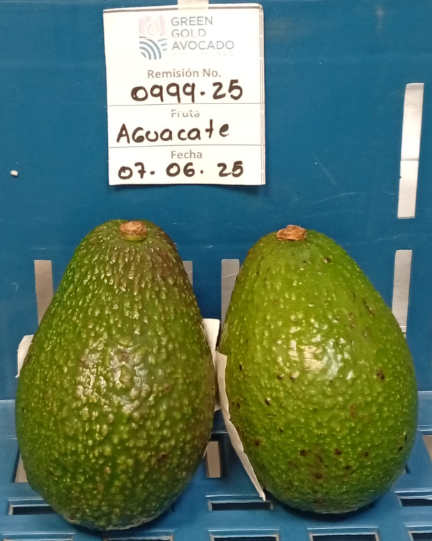 GREEN
GOLD
AVOCADO
Remisión No.
0999.25
Fruta
AGuacate
Fecha
07. 06. 25